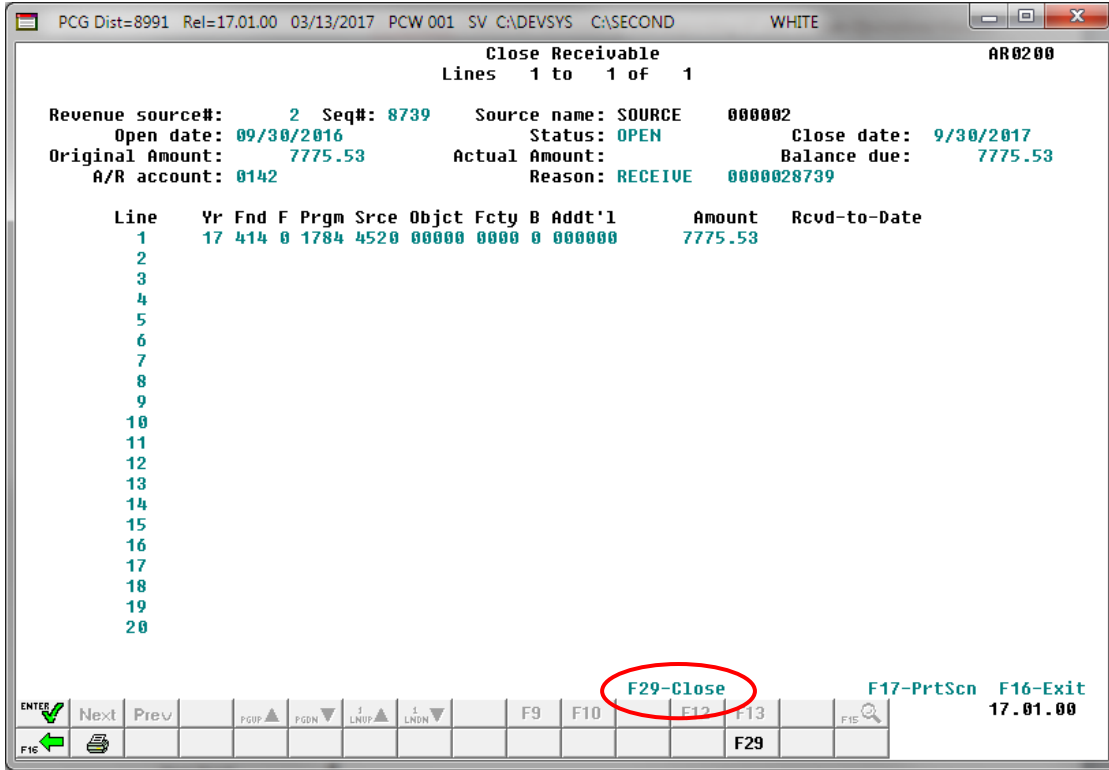 PCG Dist=8991 Rel=17.01.00 03/13/2017 PCW 001 SV C:\DEVSYS C:\SECOND WHITE
Close Receivable AR0200
Lines 1 to 1 of 1
Revenue source#: 2 Seq#: 8739 Source name: SOURCE 000002
Open date: 09/30/2016 Status: OPEN Close date: 9/30/2017
Original Amount: 7775.53 Actual Amount: Balance due: 7775.53
A/R account: 0142 Reason: RECEIVE 0000028739
Line Yr Fnd F Prgm Srce Objct Fcty B Addt'l Amount Rcvd-to-Date
1 17 414 0 1784 4520 00000 0000 0 000000 7775.53
2
3
4
5
6
7
8
9
10
11
12
13
14
15
16
17
18
19
20
F29-Close F17-PrtScn F16-Exit
ENTER Next Prev PGUP PGDN 1 LNUP 1 LNDN F9 F10 F12 F13 F15 17.01.00
F16 F29